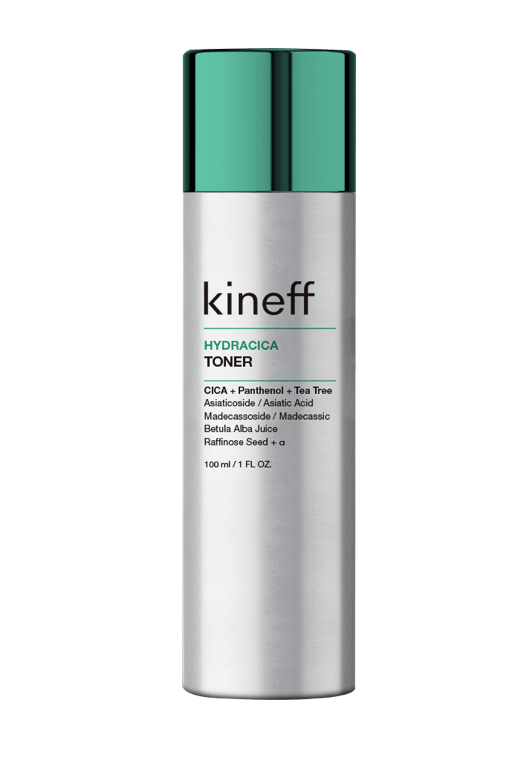 kineff
HYDRACICA
TONER
CICA + Panthenol + Tea Tree
Asiaticoside / Asiatic Acid
Madecassoside / Madecassic
Betula Alba Juice
Raffinose Seed + α
100 ml / 1 FL OZ.